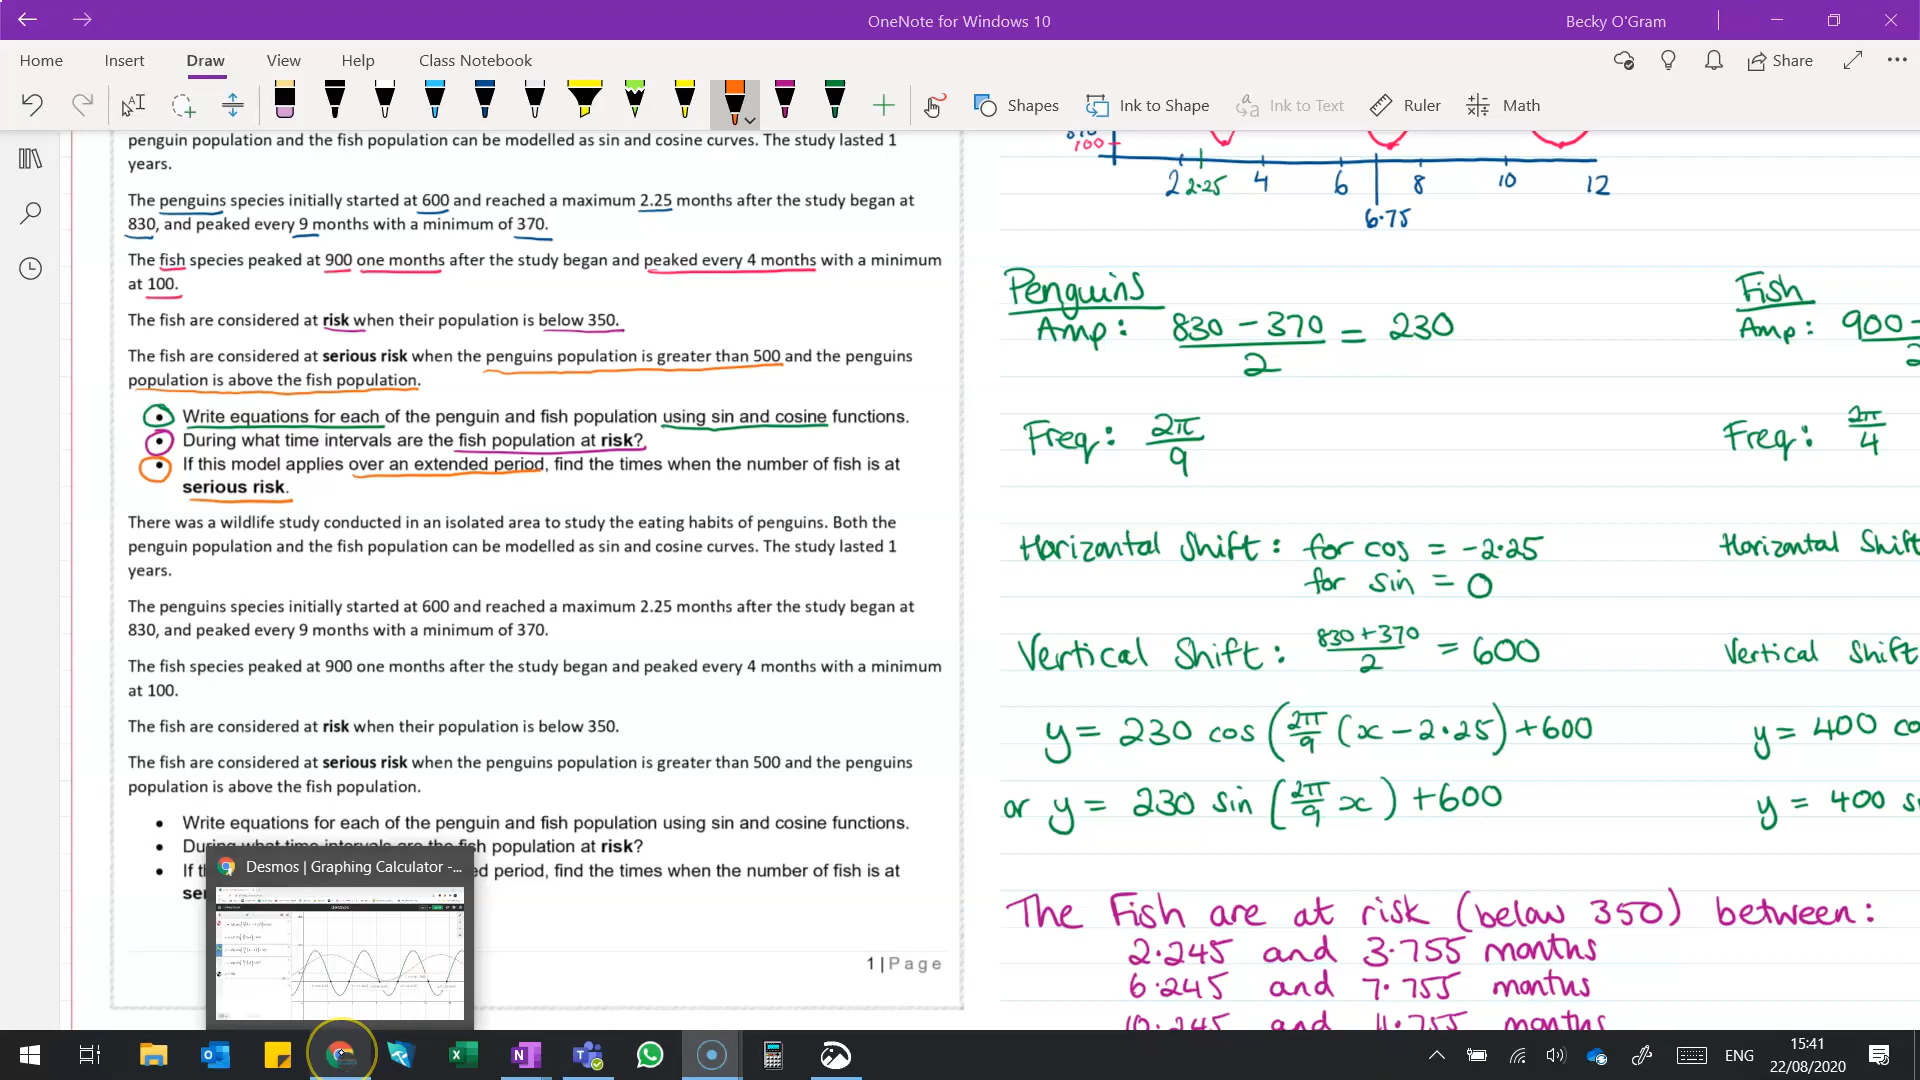 OneNote for Windows 10
Becky O'Gram
Home
Insert
Draw
View
Help
Class Notebook
Share
Shapes
Ink to Shape
Ink to Text
Ruler
Math
penguin population and the fish population can be modelled as sin and cosine curves. The study lasted 1
years.
The penguins species initially started at 600 and reached a maximum 2.25 months after the study began at
830, and peaked every 9 months with a minimum of 370.
The fish species peaked at 900 one months after the study began and peaked every 4 months with a minimum
at 100.
The fish are considered at risk when their population is below 350.
The fish are considered at serious risk when the penguins population is greater than 500 and the penguins
population is above the fish population.
• Write equations for each of the penguin and fish population using sin and cosine functions.
• During what time intervals are the fish population at risk?
• If this model applies over an extended period, find the times when the number of fish is at
serious risk.
There was a wildlife study conducted in an isolated area to study the eating habits of penguins. Both the
penguin population and the fish population can be modelled as sin and cosine curves. The study lasted 1
years.
The penguins species initially started at 600 and reached a maximum 2.25 months after the study began at
830, and peaked every 9 months with a minimum of 370.
The fish species peaked at 900 one months after the study began and peaked every 4 months with a minimum
at 100.
The fish are considered at risk when their population is below 350.
The fish are considered at serious risk when the penguins population is greater than 500 and the penguins
population is above the fish population.
• Write equations for each of the penguin and fish population using sin and cosine functions.
• During what time intervals are the fish population at risk?
• If th ed period, find the times when the number of fish is at
ser
Desmos | Graphing Calculator -...
1 | Page
100
2 2.25 4 6 8 10 12
6.75
Penguins
Amp: 830 - 370 / 2 = 230
Freq: 2π/9
Horizontal Shift: for cos = -2.25
for sin = 0
Vertical Shift: 830+370 / 2 = 600
y = 230 cos (2π/9 (x - 2.25) + 600
or y = 230 sin (2π/9 x) + 600
Fish
Amp: 900-
2
Freq: 2π/4
Horizontal Shift
Vertical Shift
y = 400 co
y = 400 s
The Fish are at risk (below 350) between:
2.245 and 3.755 months
6.245 and 7.755 months
10.245 and 11.755 months
ENG
15:41
22/08/2020